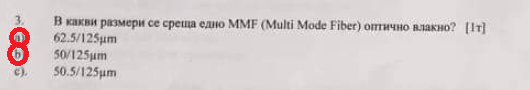 3. В какви размери се среща едно MMF (Multi Mode Fiber) оптично влакно? [1т]
a) 62.5/125µm
b) 50/125µm
c). 50.5/125µm